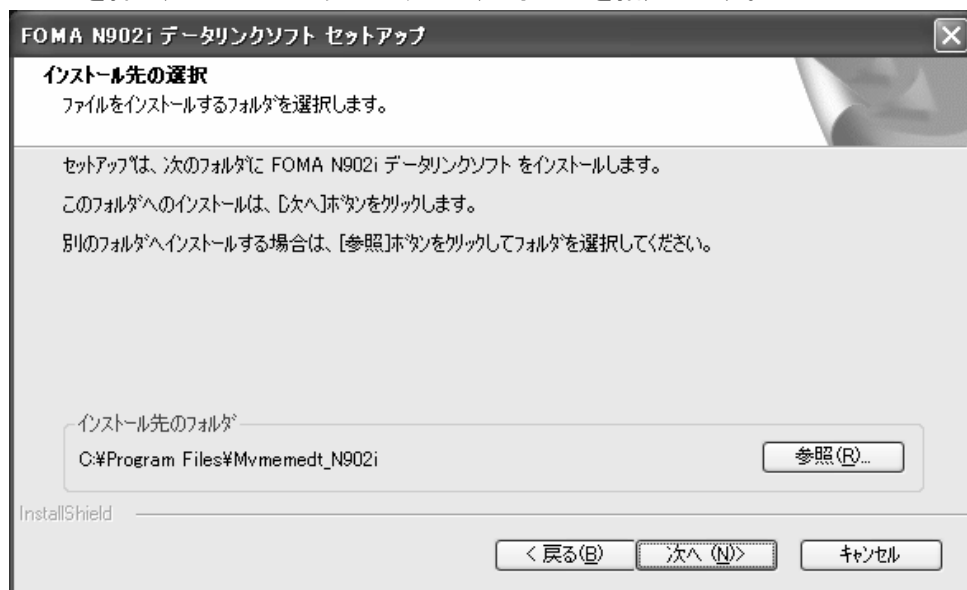 FOMA N902i データリンクソフト セットアップ
インストール先の選択
ファイルをインストールするフォルダを選択します。
セットアップは、次のフォルダに FOMA N902i データリンクソフト をインストールします。
このフォルダへのインストールは、[次へ]ボタンをクリックします。
別のフォルダへインストールする場合は、[参照]ボタンをクリックしてフォルダを選択してください。
インストール先のフォルダ
C:¥Program Files¥Mvmemedt_N902i
参照(R)...
InstallShield
< 戻る(B)
次へ (N)>
キャンセル